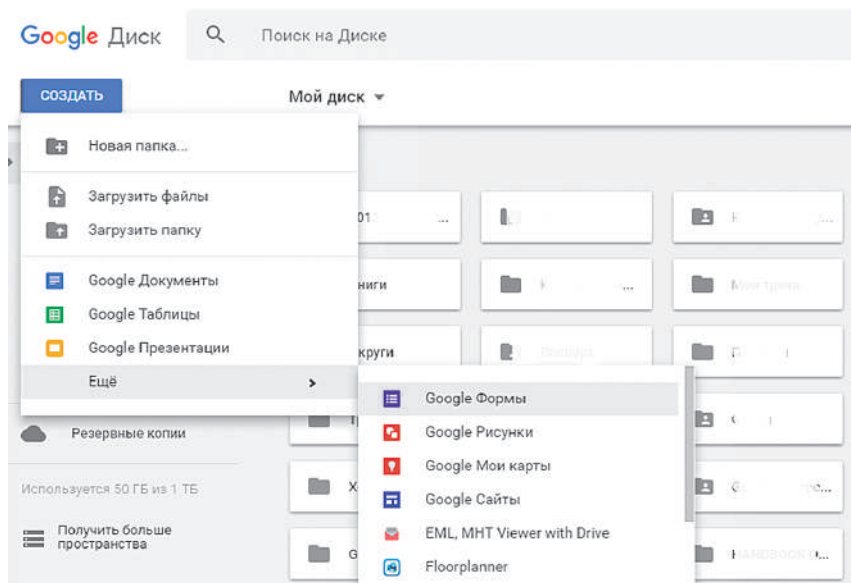 Google Диск
Поиск на Диске
СОЗДАТЬ
Мой диск
Новая папка...
Загрузить файлы
Загрузить папку
Google Документы
Google Таблицы
Google Презентации
Ещё
Резервные копии
Используется 50 ГБ из 1 ТБ
Получить больше
пространства
Google Формы
Google Рисунки
Google Мои карты
Google Сайты
EML, MHT Viewer with Drive
Floorplanner